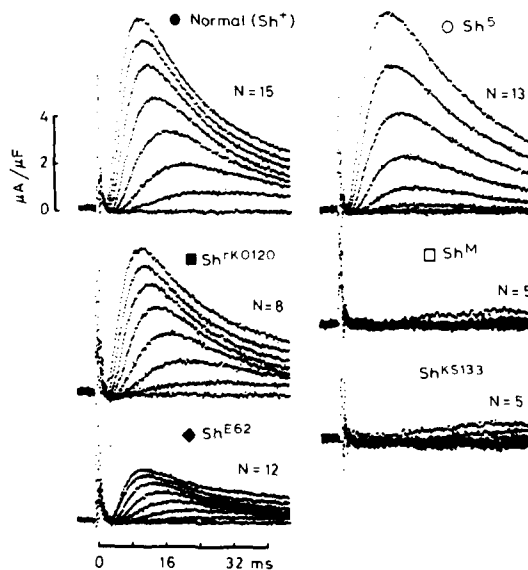 ● Normal (Sh⁺)
N = 15
4
2
0
μA / μF
○ Sh⁵
N = 13
■ Sh^rKO120
N = 8
□ Sh^M
N = 5
Sh^KS133
N = 5
◆ Sh^E62
N = 12
0 16 32 ms